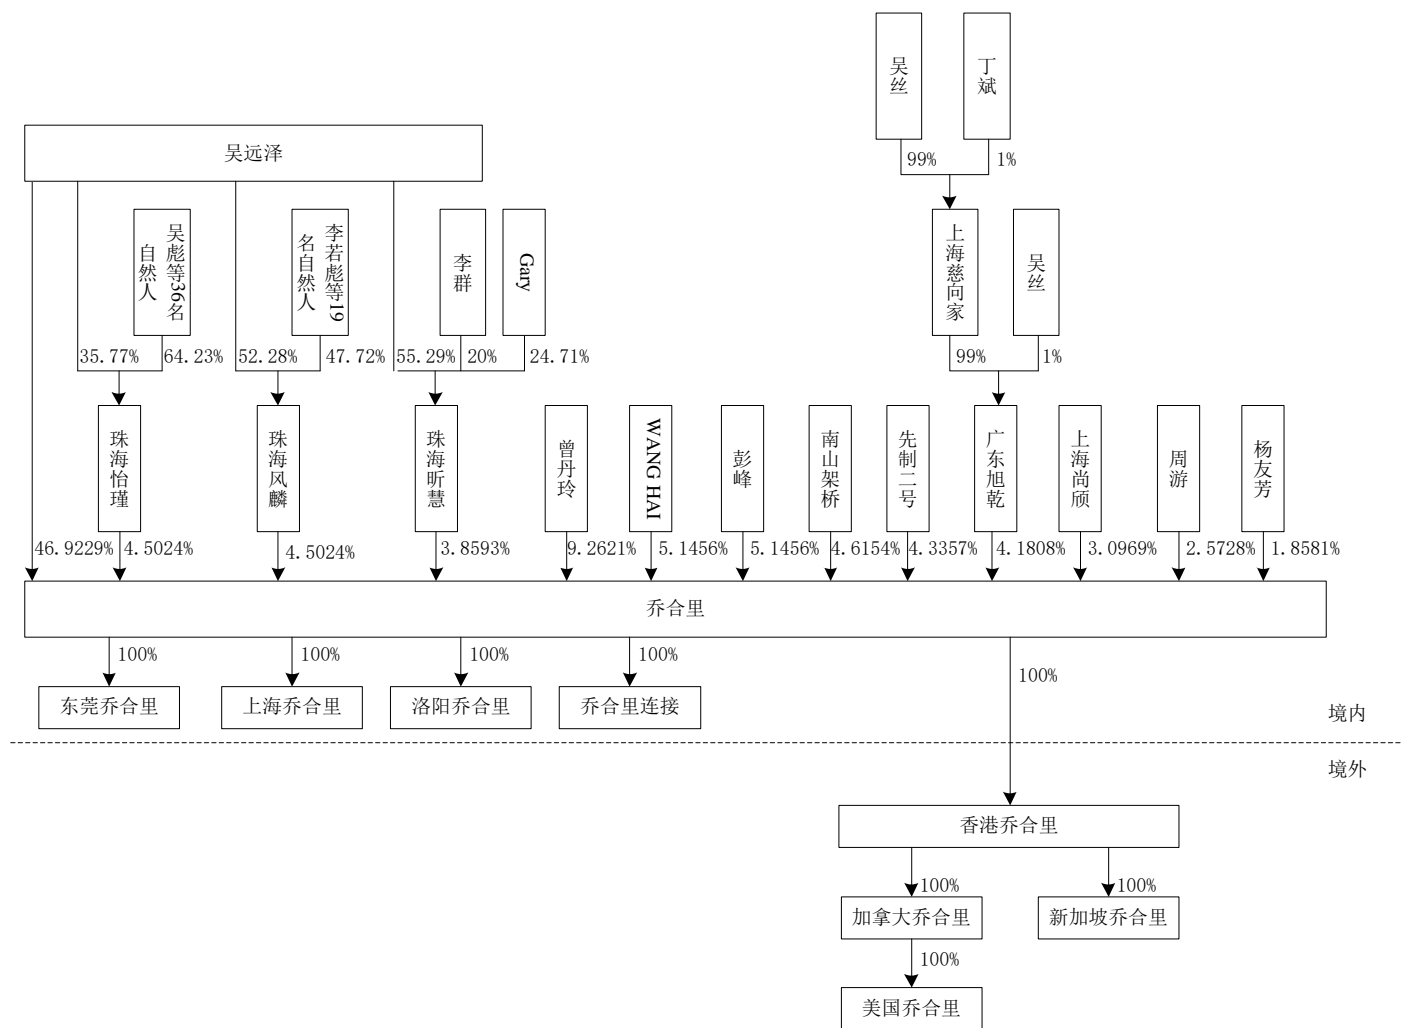 吴丝
丁斌
99%
1%
吴远泽
吴彪等36名
自然人
李若彪等19
名自然人
李群
Gary
上海慈向家
吴丝
35.77%
64.23%
52.28%
47.72%
55.29%
20%
24.71%
99%
1%
珠海怡瑾
珠海风麟
珠海昕慧
曾丹玲
WANG HAI
彭峰
南山架桥
先制二号
广东旭乾
上海尚颀
周游
杨友芳
46.9229%
4.5024%
4.5024%
3.8593%
9.2621%
5.1456%
5.1456%
4.6154%
4.3357%
4.1808%
3.0969%
2.5728%
1.8581%
乔合里
100%
100%
100%
100%
100%
东莞乔合里
上海乔合里
洛阳乔合里
乔合里连接
境内
境外
香港乔合里
100%
100%
加拿大乔合里
新加坡乔合里
100%
美国乔合里